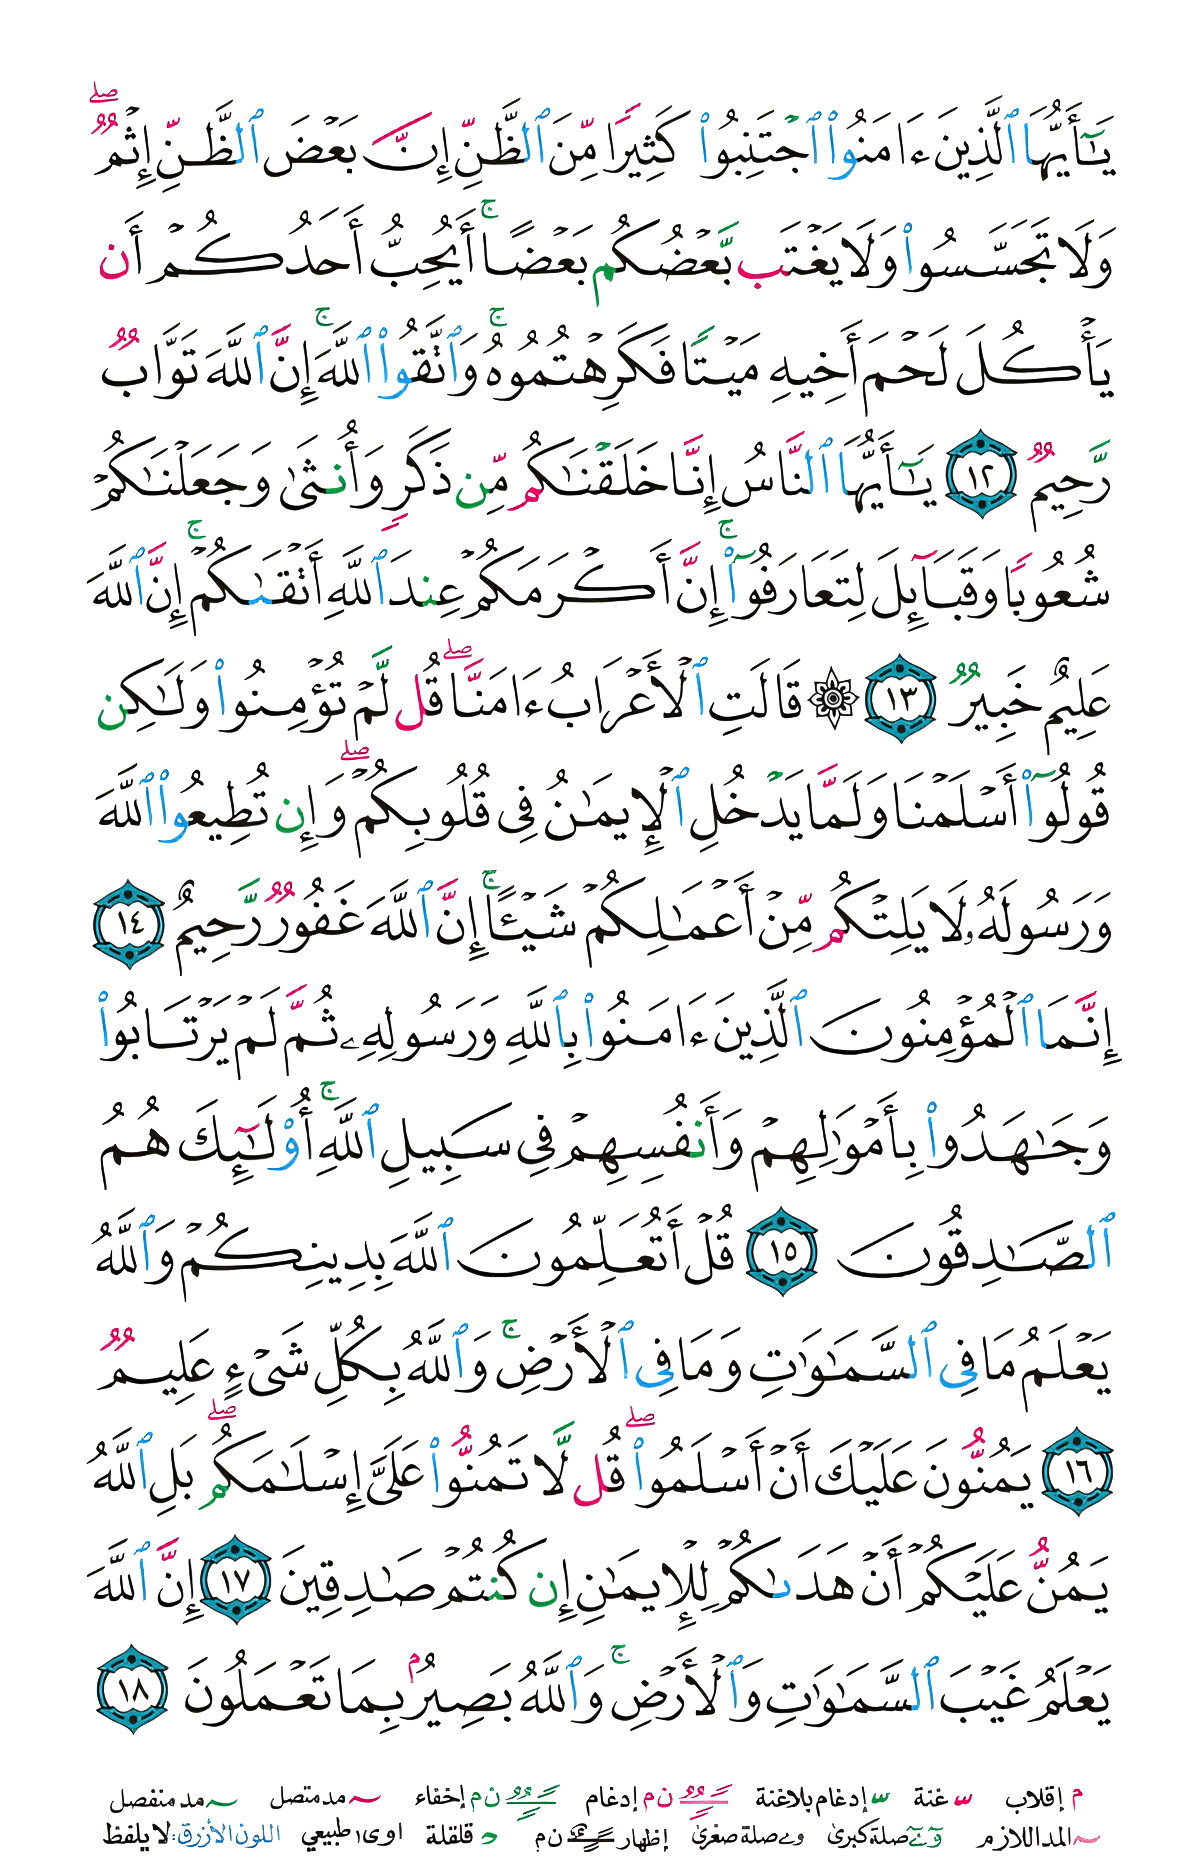 يَٰٓأَيُّهَا ٱلَّذِينَ ءَامَنُوا۟ ٱجْتَنِبُوا۟ كَثِيرًا مِّنَ ٱلظَّنِّ إِنَّ بَعْضَ ٱلظَّنِّ إِثْمٌ ۖ
وَلَا تَجَسَّسُوا۟ وَلَا يَغْتَب بَّعْضُكُم بَعْضًا ۚ أَيُحِبُّ أَحَدُكُمْ أَن
يَأْكُلَ لَحْمَ أَخِيهِ مَيْتًا فَكَرِهْتُمُوهُ ۚ وَٱتَّقُوا۟ ٱللَّهَ ۚ إِنَّ ٱللَّهَ تَوَّابٌ
رَّحِيمٌ ١٢ يَٰٓأَيُّهَا ٱلنَّاسُ إِنَّا خَلَقْنَٰكُم مِّن ذَكَرٍ وَأُنثَىٰ وَجَعَلْنَٰكُمْ
شُعُوبًا وَقَبَآئِلَ لِتَعَارَفُوٓا۟ ۚ إِنَّ أَكْرَمَكُمْ عِندَ ٱللَّهِ أَتْقَىٰكُمْ ۚ إِنَّ ٱللَّهَ
عَلِيمٌ خَبِيرٌ ١٣ ۞ قَالَتِ ٱلْأَعْرَابُ ءَامَنَّا ۖ قُل لَّمْ تُؤْمِنُوا۟ وَلَٰكِن
قُولُوٓا۟ أَسْلَمْنَا وَلَمَّا يَدْخُلِ ٱلْإِيمَٰنُ فِى قُلُوبِكُمْ ۖ وَإِن تُطِيعُوا۟ ٱللَّهَ
وَرَسُولَهُۥ لَا يَلِتْكُم مِّنْ أَعْمَٰلِكُمْ شَيْـًٔا ۚ إِنَّ ٱللَّهَ غَفُورٌ رَّحِيمٌ ١٤
إِنَّمَا ٱلْمُؤْمِنُونَ ٱلَّذِينَ ءَامَنُوا۟ بِٱللَّهِ وَرَسُولِهِۦ ثُمَّ لَمْ يَرْتَابُوا۟
وَجَٰهَدُوا۟ بِأَمْوَٰلِهِمْ وَأَنفُسِهِمْ فِى سَبِيلِ ٱللَّهِ ۚ أُو۟لَٰٓئِكَ هُمُ
ٱلصَّٰدِقُونَ ١٥ قُلْ أَتُعَلِّمُونَ ٱللَّهَ بِدِينِكُمْ وَٱللَّهُ
يَعْلَمُ مَا فِى ٱلسَّمَٰوَٰتِ وَمَا فِى ٱلْأَرْضِ ۚ وَٱللَّهُ بِكُلِّ شَىْءٍ عَلِيمٌ
١٦ يَمُنُّونَ عَلَيْكَ أَنْ أَسْلَمُوا۟ ۖ قُل لَّا تَمُنُّوا۟ عَلَىَّ إِسْلَٰمَكُم ۖ بَلِ ٱللَّهُ
يَمُنُّ عَلَيْكُمْ أَنْ هَدَىٰكُمْ لِلْإِيمَٰنِ إِن كُنتُمْ صَٰدِقِينَ ١٧ إِنَّ ٱللَّهَ
يَعْلَمُ غَيْبَ ٱلسَّمَٰوَٰتِ وَٱلْأَرْضِ ۚ وَٱللَّهُ بَصِيرٌۢ بِمَا تَعْمَلُونَ ١٨
م إقلاب غنة إدغام بلاغنة ن م إدغام ن م إخفاء مد متصل مد منفصل
المد اللازم صلة كبرى و ے صلة صغرى إظهار ن م قلقلة ا و ى طبيعي اللون الأزرق: لا يلفظ